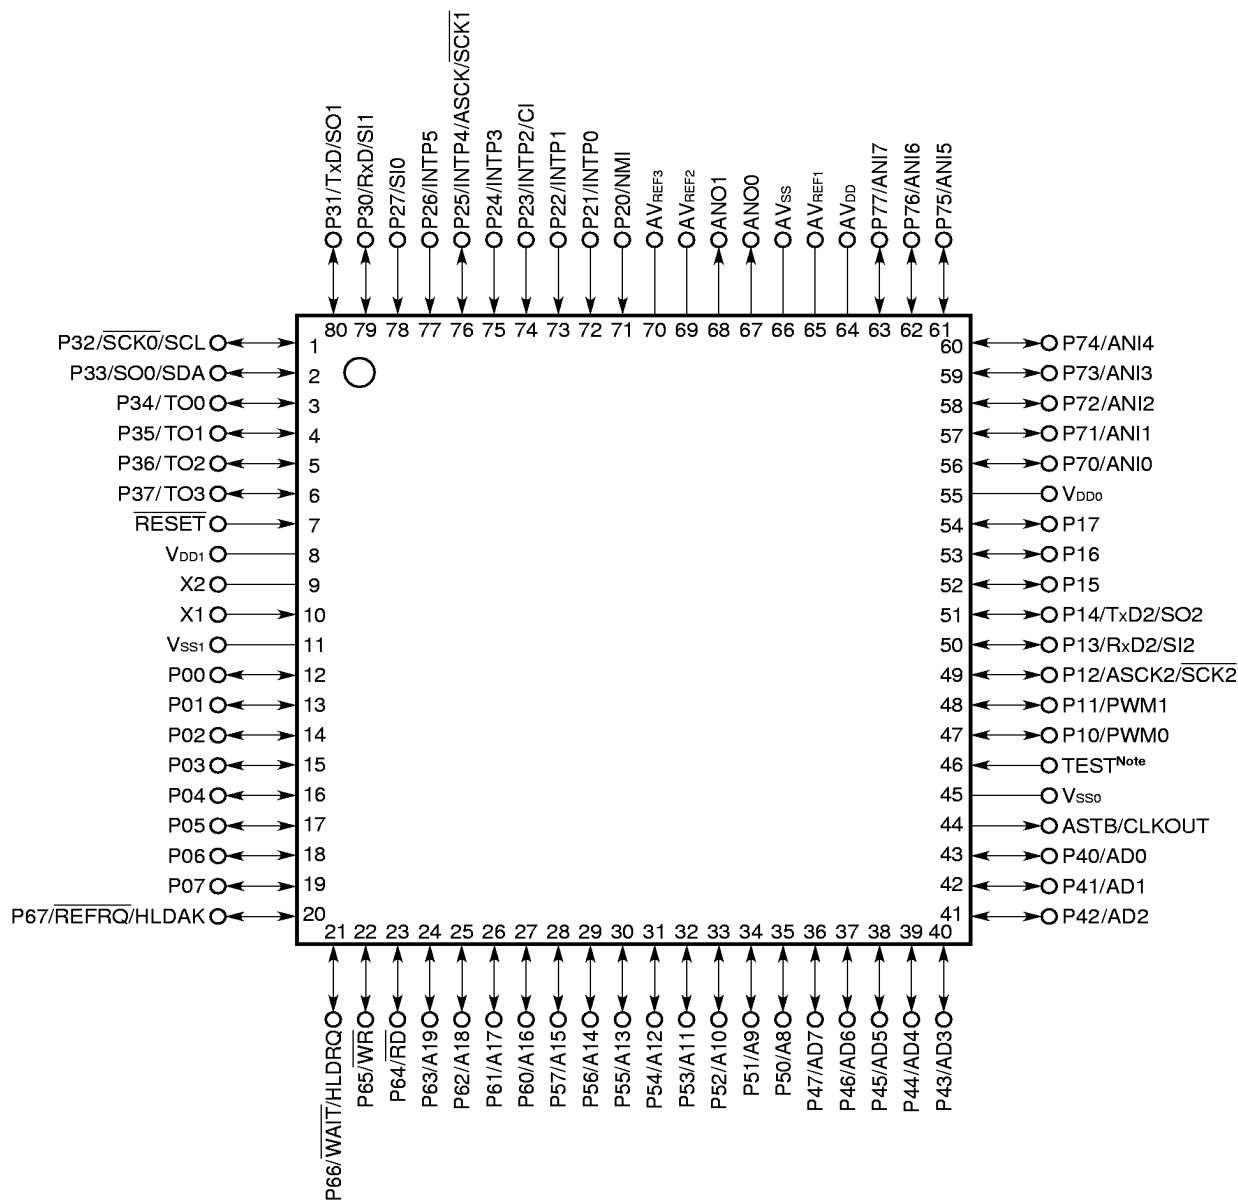 P31/TxD/SO1
P30/RxD/SI1
P27/SI0
P26/INTP5
P25/INTP4/ASCK/SCK1
P24/INTP3
P23/INTP2/CI
P22/INTP1
P21/INTP0
P20/NMI
AVREF3
AVREF2
ANO1
ANO0
AVSS
AVREF1
AVDD
P77/ANI7
P76/ANI6
P75/ANI5
80 79 78 77 76 75 74 73 72 71 70 69 68 67 66 65 64 63 62 61
P32/SCK0/SCL 1
P33/SO0/SDA 2
P34/TO0 3
P35/TO1 4
P36/TO2 5
P37/TO3 6
RESET 7
VDD1 8
X2 9
X1 10
VSS1 11
P00 12
P01 13
P02 14
P03 15
P04 16
P05 17
P06 18
P07 19
P67/REFRQ/HLDAK 20
60 P74/ANI4
59 P73/ANI3
58 P72/ANI2
57 P71/ANI1
56 P70/ANI0
55 VDD0
54 P17
53 P16
52 P15
51 P14/TxD2/SO2
50 P13/RxD2/SI2
49 P12/ASCK2/SCK2
48 P11/PWM1
47 P10/PWM0
46 TESTNote
45 VSS0
44 ASTB/CLKOUT
43 P40/AD0
42 P41/AD1
41 P42/AD2
21 22 23 24 25 26 27 28 29 30 31 32 33 34 35 36 37 38 39 40
P66/WAIT/HLDRQ
P65/WR
P64/RD
P63/A19
P62/A18
P61/A17
P60/A16
P57/A15
P56/A14
P55/A13
P54/A12
P53/A11
P52/A10
P51/A9
P50/A8
P47/AD7
P46/AD6
P45/AD5
P44/AD4
P43/AD3